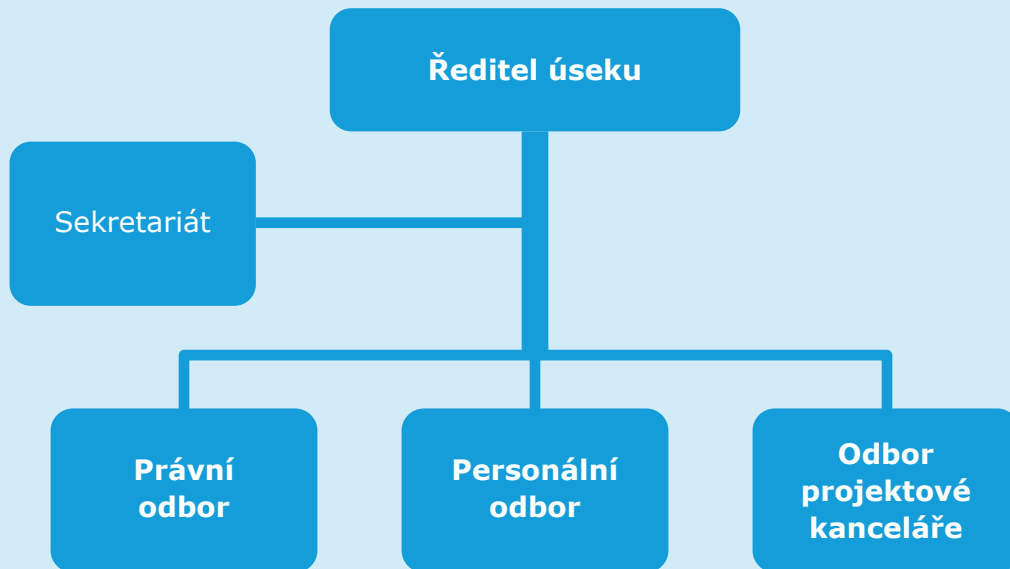 Ředitel úseku
Sekretariát
Právní
odbor
Personální
odbor
Odbor
projektové
kanceláře